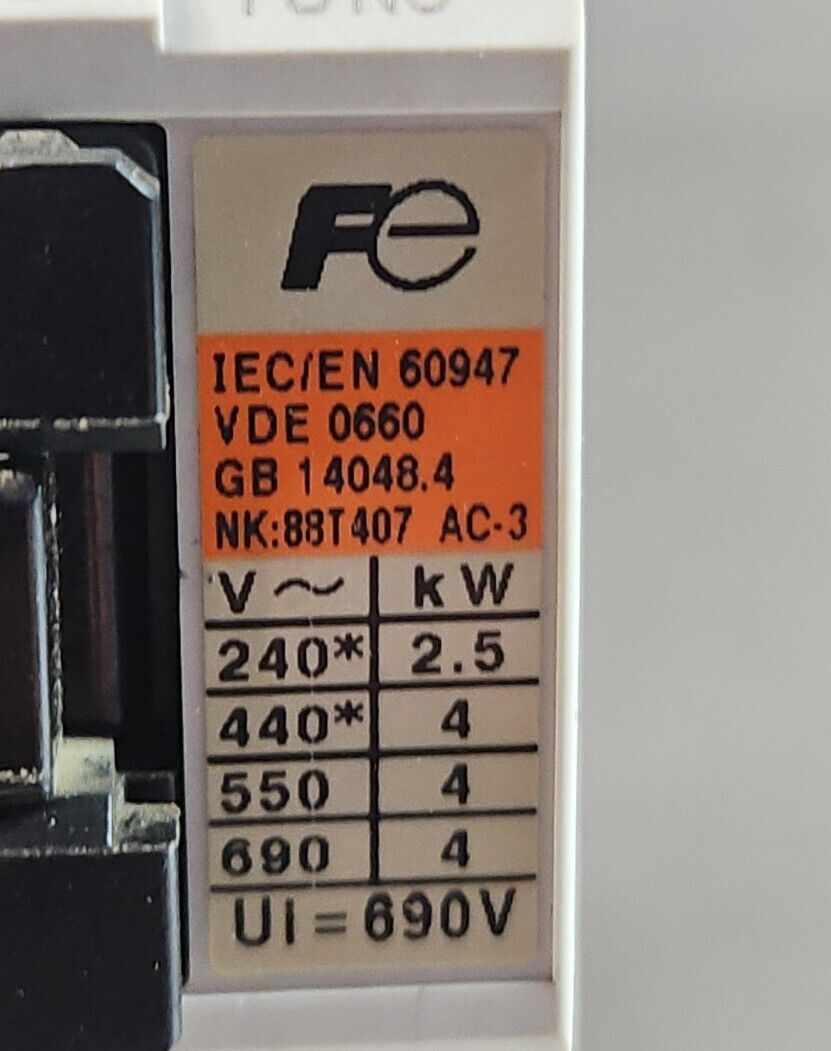 Fe
IEC/EN 60947
VDE 0660
GB 14048.4
NK:88T407 AC-3
V ~ kW
240* 2.5
440* 4
550 4
690 4
Ui = 690V